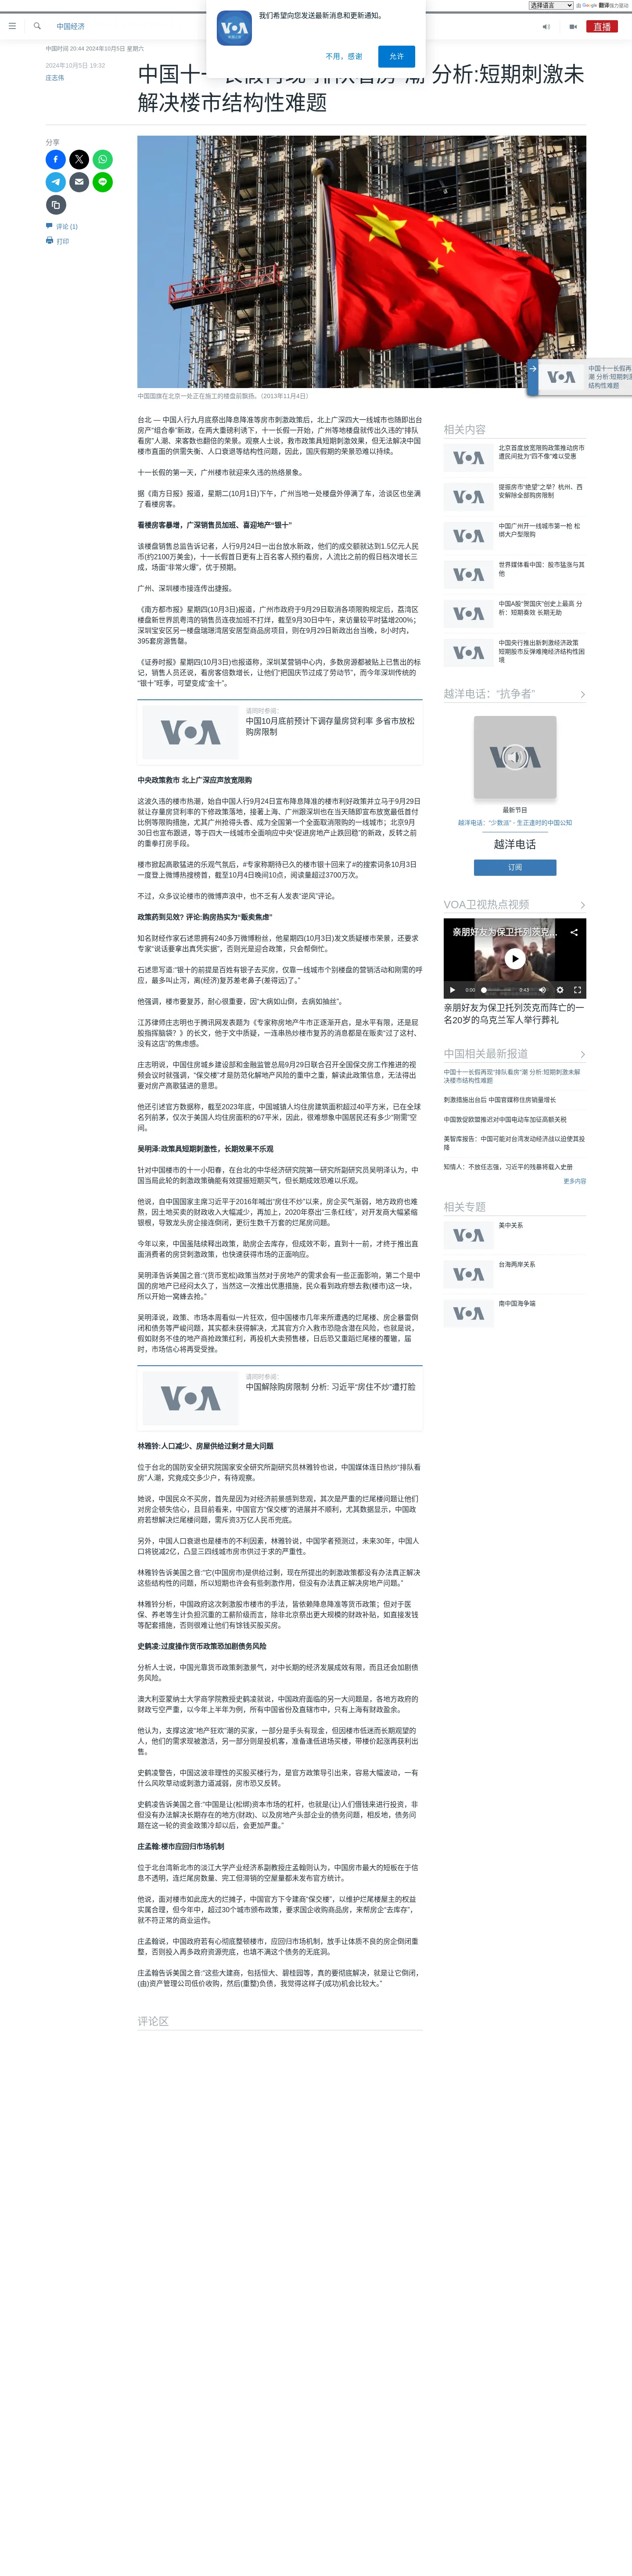 选择语言 由 Google 翻译强力驱动
我们希望向您发送最新消息和更新通知。
不用，感谢 允许
中国经济
直播
中国时间 20:44 2024年10月5日 星期六
2024年10月5日 19:32
庄志伟
分析:短期刺激未
解决楼市结构性难题
分享
评论 (1)
打印
中国国旗在北京一处正在施工的楼盘前飘扬。（2013年11月4日）
台北 — 中国人行九月底祭出降息降准等房市刺激政策后，北上广深四大一线城市也随即出台
房产“组合拳”新政，在两大重磅利诱下，十一长假一开始，广州等地楼盘就传出久违的“排队
看房”人潮、来客数也翻倍的荣景。观察人士说，救市政策具短期刺激效果，但无法解决中国
楼市直面的供需失衡、人口衰退等结构性问题，因此，国庆假期的荣景恐难以持续。
十一长假的第一天，广州楼市就迎来久违的热络景象。
据《南方日报》报道，星期二(10月1日)下午，广州当地一处楼盘外停满了车，洽谈区也坐满
了看楼客。
看楼房客暴增，广深销售员加班、喜迎地产“银十”
该楼盘销售总监告诉记者，人行9月24日一出台放水新政，他们的成交额就达到1.5亿元人民
币(约2100万美金)，十一长假首日更有上百名客人预约看房，人流比之前的假日档次增长三
成，场面“非常火爆”，优于预期。
广州、深圳楼市接连传出捷报。
《南方都市报》星期四(10月3日)报道，广州市政府于9月29日取消各项限购规定后，荔湾区
楼盘新世界凯粤湾的销售员连夜加班不打烊，截至9月30日中午，来访量较平时猛增200%；
深圳宝安区另一楼盘瑞珊湾居安居型商品房项目，则在9月29日新政出台当晚，8小时内，
395套房源售罄。
《证券时报》星期四(10月3日)也报道称，深圳某营销中心内，多数房源都被贴上已售出的标
记，销售人员还说，看房客倍数增长，让他们“把国庆节过成了劳动节”，而今年深圳传统的
“银十”旺季，可望变成“金十”。
请同时参阅:
中国10月底前预计下调存量房贷利率 多省市放松
购房限制
中央政策救市 北上广深应声放宽限购
这波久违的楼市热潮，始自中国人行9月24日宣布降息降准的楼市利好政策并立马于9月29日
就让存量房贷利率的下修政策落地，接著上海、广州跟深圳也在当天随即宣布放宽最低首付
比例等限购措施，尤其广州抢得头香、成为全国第一个全面取消限购的一线城市；北京9月
30日也宣布跟进，等于四大一线城市全面响应中央“促进房地产止跌回稳”的新政，反转之前
的重拳打房手段。
楼市掀起高歌猛进的乐观气氛后，#专家称期待已久的楼市银十回来了#的搜索词条10月3日
一度登上微博热搜榜首，截至10月4日晚间10点，阅读量超过3700万次。
不过，众多议论楼市的微博声浪中，也不乏有人发表“逆风”评论。
政策药到见效? 评论:购房热实为“贩卖焦虑”
知名财经作家石述思拥有240多万微博粉丝，他星期四(10月3日)发文质疑楼市荣景，还要求
专家“说话要拿出真凭实据”，否则光是迎合政策，只会帮倒忙。
石述思写道:“银十的前提是百姓有银子去买房，仅靠一线城市个别楼盘的营销活动和刚需的呼
应，最多叫止泻，离(经济)复苏差老鼻子(差得远)了。”
他强调，楼市要复苏，耐心很重要，因“大病如山倒，去病如抽丝”。
江苏律师庄志明也于腾讯网发表题为《专家称房地产牛市正逐渐开启，是水平有限，还是屁
股指挥脑袋？》的长文，他于文中质疑，一连串热炒楼市复苏的消息都是在贩卖“过了这村、
没有这店”的焦虑感。
庄志明说，中国住房城乡建设部和金融监管总局9月29日联合召开全国保交房工作推进的视
频会议时就强调，“保交楼”才是防范化解地产风险的重中之重，解读此政策信息，无法得出
要对房产高歌猛进的意思。
他还引述官方数据称，截至2023年底，中国城镇人均住房建筑面积超过40平方米，已在全球
名列前茅，仅次于美国人均住房面积的67平米，因此，很难想象中国居民还有多少“刚需”空
间。
吴明泽:政策具短期刺激性，长期效果不乐观
针对中国楼市的十一小阳春，在台北的中华经济研究院第一研究所副研究员吴明泽认为，中
国当局此轮的刺激政策确能有效提振短期买气，但长期成效恐难以乐观。
他说，自中国国家主席习近平于2016年喊出“房住不炒”以来，房企买气渐弱，地方政府也难
熬，因土地买卖的财政收入大幅减少，再加上，2020年祭出“三条红线”，对开发商大幅紧缩
银根，导致龙头房企接连倒闭，更衍生数千万套的烂尾房问题。
今年以来，中国虽陆续释出政策，助房企去库存，但成效不彰，直到十一前，才终于推出直
面消费者的房贷刺激政策，也快速获得市场的正面响应。
吴明泽告诉美国之音:“(货币宽松)政策当然对于房地产的需求会有一些正面影响，第二个是中
国的房地产已经闷太久了，当然这一次推出优惠措施，民众看到政府想去救(楼市)这一块，
所以开始一窝蜂去抢。”
吴明泽说，政策、市场本周看似一片狂欢，但中国楼市几年来所遭遇的烂尾楼、房企暴雷倒
闭和债务等严峻问题，其实都未获得解决，尤其官方介入救市恐隐含潜在风险，也就是说，
假如财务不佳的地产商抢政策红利，再投机大卖预售楼，日后恐又重蹈烂尾楼的覆辙，届
时，市场信心将再受受挫。
请同时参阅:
中国解除购房限制 分析: 习近平“房住不炒”遭打脸
林雅铃:人口减少、房屋供给过剩才是大问题
位于台北的国防安全研究院国家安全研究所副研究员林雅铃也说，中国媒体连日热炒“排队看
房”人潮，究竟成交多少户，有待观察。
她说，中国民众不买房，首先是因为对经济前景感到悲观，其次是严重的烂尾楼问题让他们
对房企顿失信心，且目前看来，中国官方“保交楼”的进展并不顺利，尤其数据显示，中国政
府若想解决烂尾楼问题，需斥资3万亿人民币兜底。
另外，中国人口衰退也是楼市的不利因素，林雅铃说，中国学者预测过，未来30年，中国人
口将锐减2亿，凸显三四线城市房市供过于求的严重性。
林雅铃告诉美国之音:“它(中国房市)是供给过剩，现在所提出的刺激政策都没有办法真正解决
这些结构性的问题，所以短期也许会有些刺激作用，但没有办法真正解决房地产问题。”
林雅铃分析，中国政府这次刺激股市楼市的手法，皆依赖降息降准等货币政策；但对于医
保、养老等生计负担沉重的工薪阶级而言，除非北京祭出更大规模的财政补贴，如直接发钱
等配套措施，否则很难让他们有馀钱买股买房。
史鹤凌:过度操作货币政策恐加剧债务风险
分析人士说，中国光靠货币政策刺激景气，对中长期的经济发展成效有限，而且还会加剧债
务风险。
澳大利亚蒙纳士大学商学院教授史鹤凌就说，中国政府面临的另一大问题是，各地方政府的
财政亏空严重，以今年上半年为例，所有中国省份及直辖市中，只有上海有财政盈余。
他认为，支撑这波“地产狂欢”潮的买家，一部分是手头有现金，但因楼市低迷而长期观望的
人，他们的需求现被激活，另一部分则是投机客，准备逢低进场买楼，带楼价起涨再获利出
售。
史鹤凌警告，中国这波非理性的买股买楼行为，是官方政策导引出来，容易大幅波动，一有
什么风吹草动或刺激力道减弱，房市恐又反转。
史鹤凌告诉美国之音:“中国是让(松绑)资本市场的杠杆，也就是(让)人们借钱来进行投资，非
但没有办法解决长期存在的地方(财政)、以及房地产头部企业的债务问题，相反地，债务问
题在这一轮的资金政策冷却以后，会更加严重。”
庄孟翰:楼市应回归市场机制
位于北台湾新北市的淡江大学产业经济系副教授庄孟翰则认为，中国房市最大的短板在于信
息不透明，连烂尾房数量、完工但滞销的空屋量都未发布官方统计。
他说，面对楼市如此庞大的烂摊子，中国官方下令建商“保交楼”，以维护烂尾楼屋主的权益
实属合理，但今年中，超过30个城市颁布政策，要求国企收购商品房，来帮房企“去库存”，
就不符正常的商业运作。
庄孟翰说，中国政府若有心彻底整顿楼市，应回归市场机制，放手让体质不良的房企倒闭重
整，否则投入再多政府资源兜底，也填不满这个债务的无底洞。
庄孟翰告诉美国之音:“这些大建商，包括恒大、碧桂园等，真的要彻底解决，就是让它倒闭，
(由)资产管理公司低价收购，然后(重整)负债，我觉得这样子(成功)机会比较大。”
评论区
中国十一长假再
潮 分析:短期刺激
结构性难题
相关内容
北京首度放宽限购政策推动房市
遭民间批为“四不像”难以受惠
提振房市“绝望”之举？ 杭州、西
安解除全部购房限制
中国广州开一线城市第一枪 松
绑大户型限购
世界媒体看中国：股市猛涨与其
他
中国A股“贺国庆”创史上最高 分
析：短期奏效 长期无助
中国央行推出新刺激经济政策
短期股市反弹难掩经济结构性困
境
越洋电话：“抗争者”
最新节目
越洋电话：“少数派” - 生正逢时的中国公知
越洋电话
订阅
VOA卫视热点视频
亲朋好友为保卫托列茨克...
0:00 0:43
亲朋好友为保卫托列茨克而阵亡的一
名20岁的乌克兰军人举行葬礼
中国相关最新报道
中国十一长假再现“排队看房”潮 分析:短期刺激未解
决楼市结构性难题
刺激措施出台后 中国官媒称住房销量增长
中国敦促欧盟推迟对中国电动车加征高额关税
美智库报告：中国可能对台湾发动经济战以迫使其投
降
知情人：不放任志强，习近平的残暴将载入史册
更多内容
相关专题
美中关系
台海两岸关系
南中国海争端